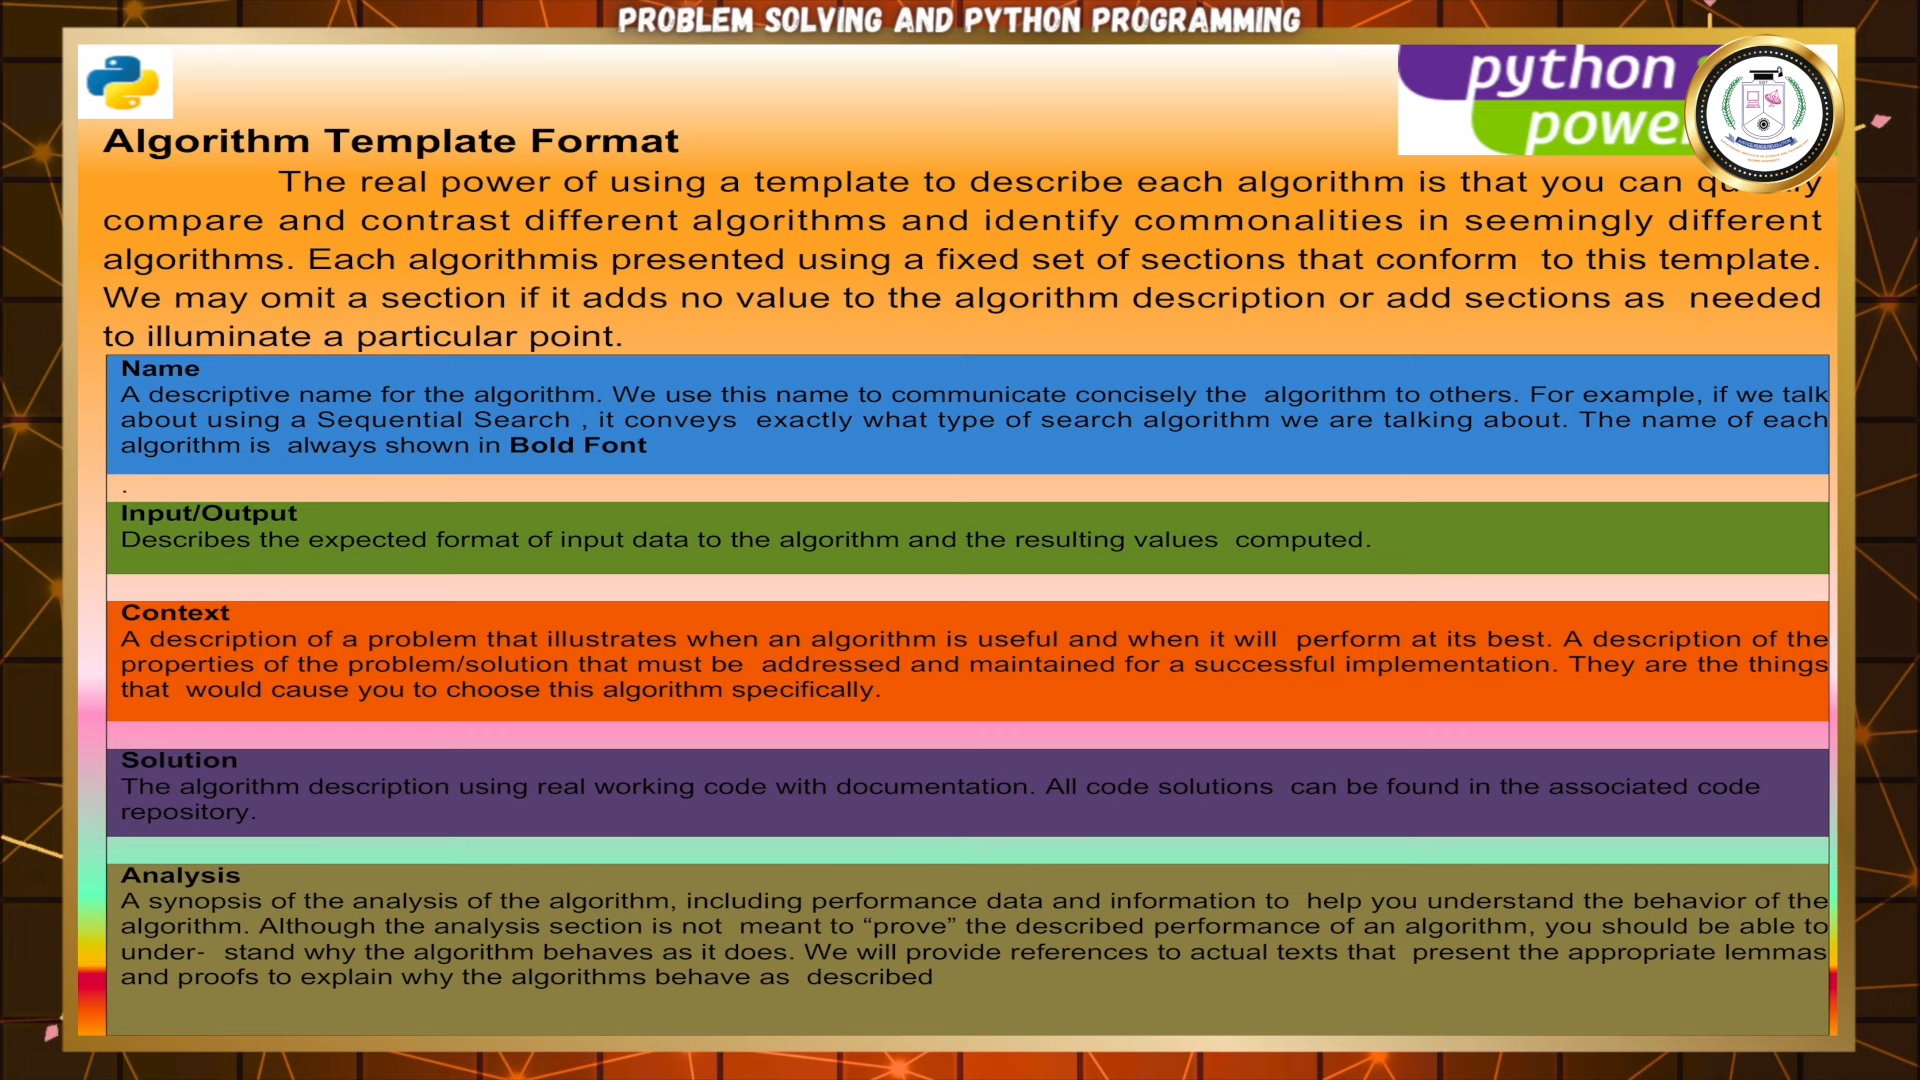 PROBLEM SOLVING AND PYTHON PROGRAMMING
python
powe
Algorithm Template Format
The real power of using a template to describe each algorithm is that you can
compare and contrast different algorithms and identify commonalities in seemingly different
algorithms. Each algorithmis presented using a fixed set of sections that conform to this template.
We may omit a section if it adds no value to the algorithm description or add sections as needed
to illuminate a particular point.
Name
A descriptive name for the algorithm. We use this name to communicate concisely the algorithm to others. For example, if we talk
about using a Sequential Search , it conveys exactly what type of search algorithm we are talking about. The name of each
algorithm is always shown in Bold Font
.
Input/Output
Describes the expected format of input data to the algorithm and the resulting values computed.
Context
A description of a problem that illustrates when an algorithm is useful and when it will perform at its best. A description of the
properties of the problem/solution that must be addressed and maintained for a successful implementation. They are the things
that would cause you to choose this algorithm specifically.
Solution
The algorithm description using real working code with documentation. All code solutions can be found in the associated code
repository.
Analysis
A synopsis of the analysis of the algorithm, including performance data and information to help you understand the behavior of the
algorithm. Although the analysis section is not meant to “prove” the described performance of an algorithm, you should be able to
under- stand why the algorithm behaves as it does. We will provide references to actual texts that present the appropriate lemmas
and proofs to explain why the algorithms behave as described